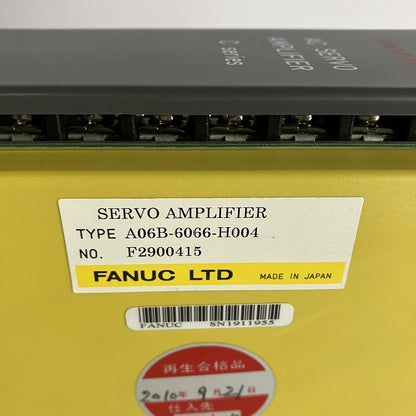 FANUC
AC SERVO
AMPLIFIER
C series
SERVO AMPLIFIER
TYPE A06B-6066-H004
NO. F2900415
FANUC LTD MADE IN JAPAN
FANUC SN1911955
再生合格品
2010年9月21日
仕入先